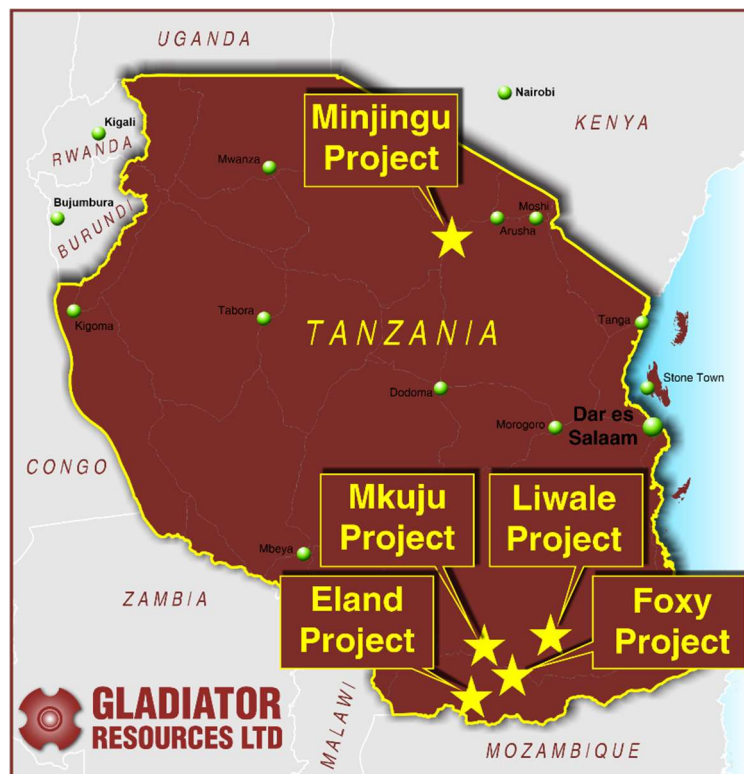 UGANDA
Nairobi
KENYA
Minjingu
Project
Kigali
RWANDA
Mwanza
Bujumbura
BURUNDI
Moshi
Arusha
Kigoma
Tabora
TANZANIA
Tanga
Stone Town
Dodoma
Morogoro
Dar es
Salaam
CONGO
Mkuju
Project
Liwale
Project
Mbeya
ZAMBIA
Eland
Project
Foxy
Project
GLADIATOR
RESOURCES LTD
MALAWI
MOZAMBIQUE